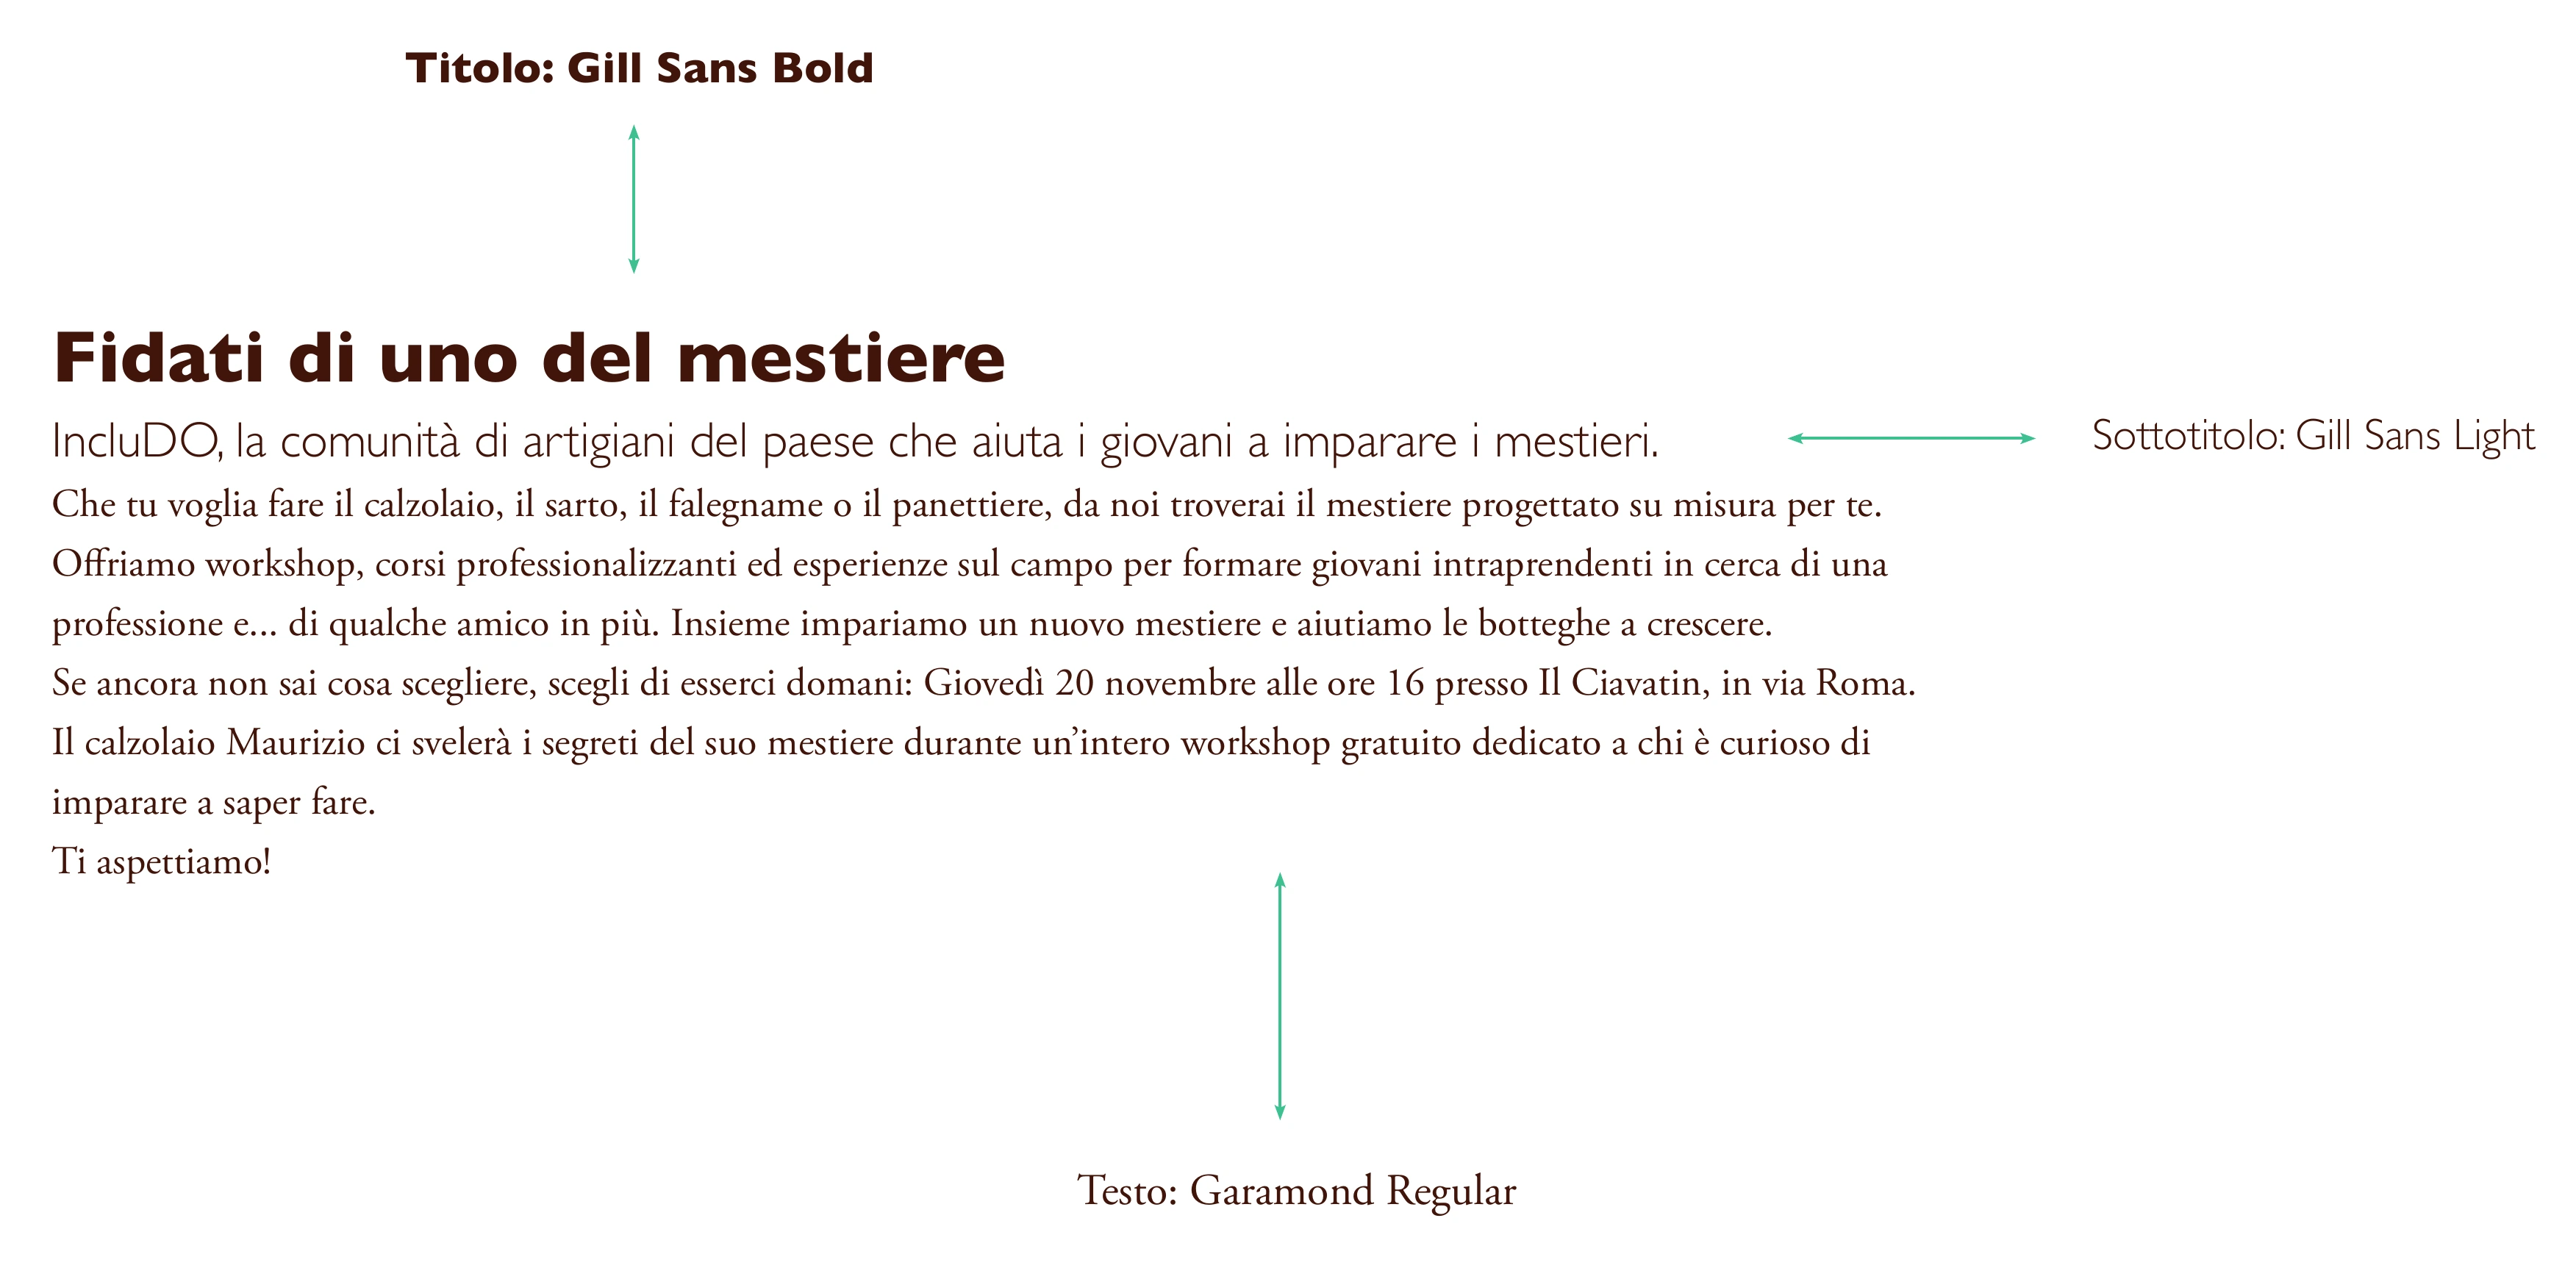 Titolo: Gill Sans Bold
Fidati di uno del mestiere
IncluDO, la comunità di artigiani del paese che aiuta i giovani a imparare i mestieri.
Sottotitolo: Gill Sans Light
Che tu voglia fare il calzolaio, il sarto, il falegname o il panettiere, da noi troverai il mestiere progettato su misura per te.
Offriamo workshop, corsi professionalizzanti ed esperienze sul campo per formare giovani intraprendenti in cerca di una
professione e... di qualche amico in più. Insieme impariamo un nuovo mestiere e aiutiamo le botteghe a crescere.
Se ancora non sai cosa scegliere, scegli di esserci domani: Giovedì 20 novembre alle ore 16 presso Il Ciavatin, in via Roma.
Il calzolaio Maurizio ci svelerà i segreti del suo mestiere durante un’intero workshop gratuito dedicato a chi è curioso di
imparare a saper fare.
Ti aspettiamo!
Testo: Garamond Regular